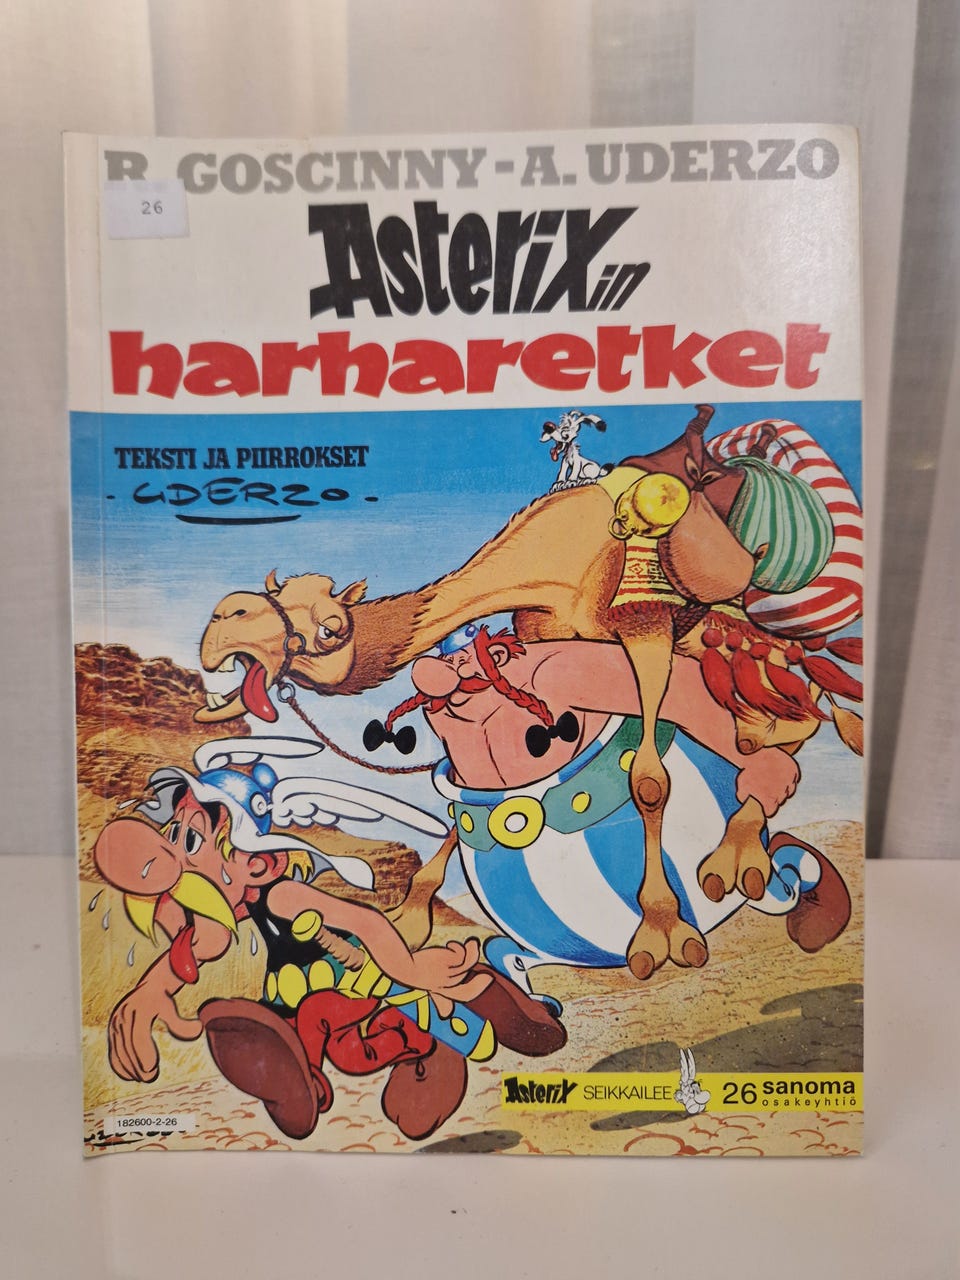 R. GOSCINNY - A. UDERZO
26
Asterixin
harharetket
TEKSTI JA PIIRROKSET
- UDERZO -
Asterix SEIKKAILEE 26 sanoma
osakeyhtiö
182600-2-26